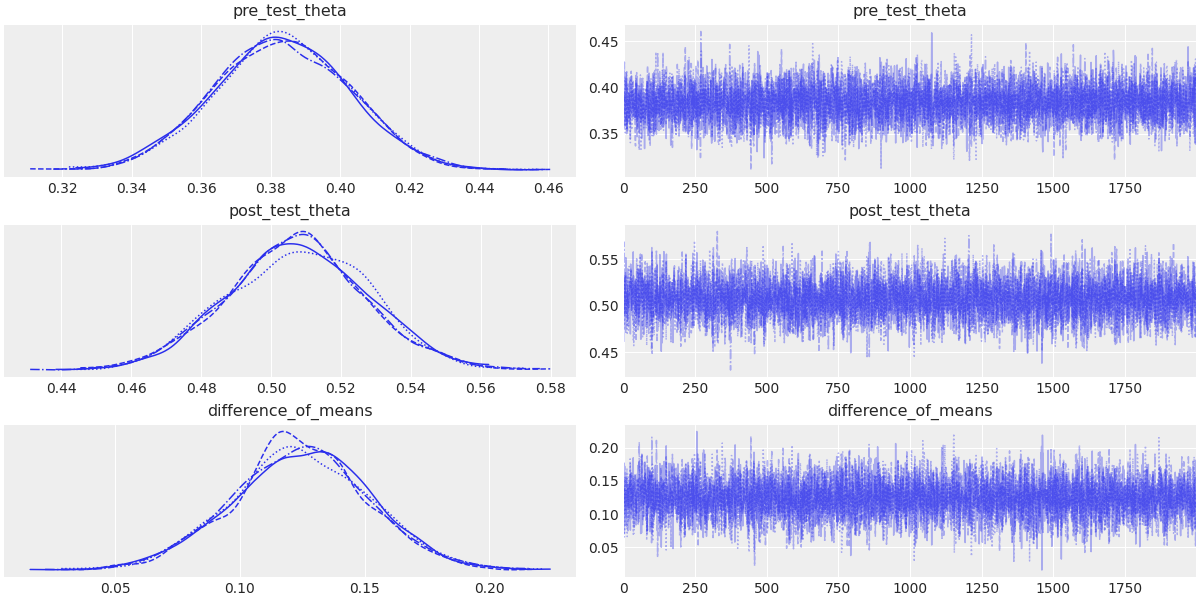 pre_test_theta
0.32 0.34 0.36 0.38 0.40 0.42 0.44 0.46
pre_test_theta
0.45
0.40
0.35
0 250 500 750 1000 1250 1500 1750
post_test_theta
0.44 0.46 0.48 0.50 0.52 0.54 0.56 0.58
post_test_theta
0.55
0.50
0.45
0 250 500 750 1000 1250 1500 1750
difference_of_means
0.05 0.10 0.15 0.20
difference_of_means
0.20
0.15
0.10
0.05
0 250 500 750 1000 1250 1500 1750